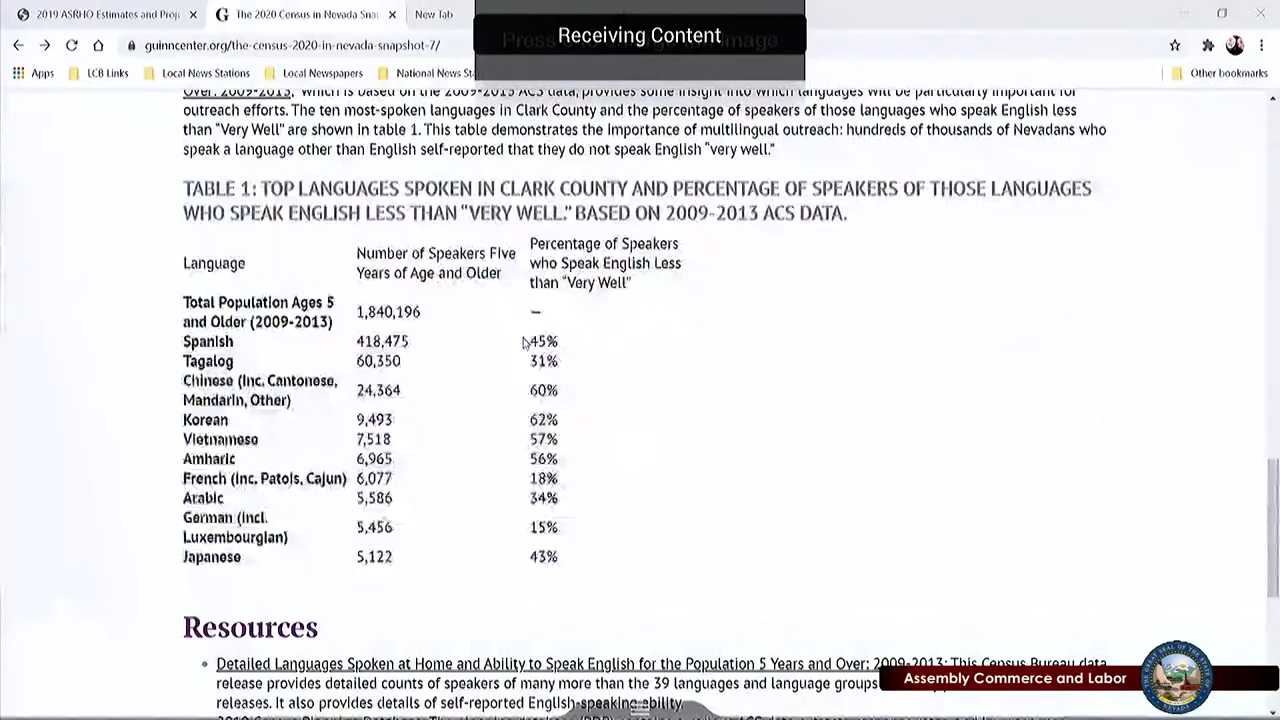 2019 ASRHO Estimates and Proj
The 2020 Census in Nevada Sna
New Tab
Receiving Content
guinncenter.org/the-census-2020-in-nevada-snapshot-7/
Apps LCB Links Local News Stations Local Newspapers National News St Other bookmarks
Over: 2009-2013, which is based on the 2009-2013 ACS data, provides some insight into which languages will be particularly important for
outreach efforts. The ten most-spoken languages in Clark County and the percentage of speakers of those languages who speak English less
than “Very Well” are shown in table 1. This table demonstrates the importance of multilingual outreach: hundreds of thousands of Nevadans who
speak a language other than English self-reported that they do not speak English “very well.”
TABLE 1: TOP LANGUAGES SPOKEN IN CLARK COUNTY AND PERCENTAGE OF SPEAKERS OF THOSE LANGUAGES
WHO SPEAK ENGLISH LESS THAN “VERY WELL.” BASED ON 2009-2013 ACS DATA.
Language
Number of Speakers Five
Years of Age and Older
Percentage of Speakers
who Speak English Less
than “Very Well”
Total Population Ages 5
and Older (2009-2013)
1,840,196 –
Spanish 418,475 45%
Tagalog 60,350 31%
Chinese (Inc. Cantonese,
Mandarin, Other)
24,364 60%
Korean 9,493 62%
Vietnamese 7,518 57%
Amharic 6,965 56%
French (Inc. Patois, Cajun) 6,077 18%
Arabic 5,586 34%
German (incl.
Luxembourgian)
5,456 15%
Japanese 5,122 43%
Resources
• Detailed Languages Spoken at Home and Ability to Speak English for the Population 5 Years and Over: 2009-2013: This Census Bureau data
release provides detailed counts of speakers of many more than the 39 languages and language groups
releases. It also provides details of self-reported English-speaking ability.
Assembly Commerce and Labor